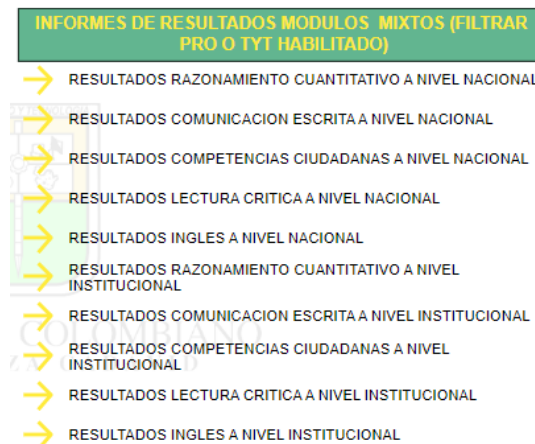 INFORMES DE RESULTADOS MODULOS MIXTOS (FILTRAR
PRO O TYT HABILITADO)
RESULTADOS RAZONAMIENTO CUANTITATIVO A NIVEL NACIONAL
RESULTADOS COMUNICACION ESCRITA A NIVEL NACIONAL
RESULTADOS COMPETENCIAS CIUDADANAS A NIVEL NACIONAL
RESULTADOS LECTURA CRITICA A NIVEL NACIONAL
RESULTADOS INGLES A NIVEL NACIONAL
RESULTADOS RAZONAMIENTO CUANTITATIVO A NIVEL
INSTITUCIONAL
RESULTADOS COMUNICACION ESCRITA A NIVEL INSTITUCIONAL
COLOMBIANO
RESULTADOS COMPETENCIAS CIUDADANAS A NIVEL
INSTITUCIONAL
RESULTADOS LECTURA CRITICA A NIVEL INSTITUCIONAL
RESULTADOS INGLES A NIVEL INSTITUCIONAL